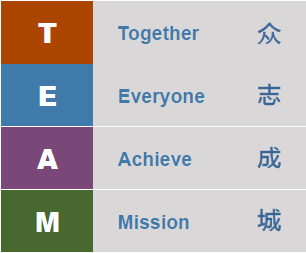 T Together 众
E Everyone 志
A Achieve 成
M Mission 城